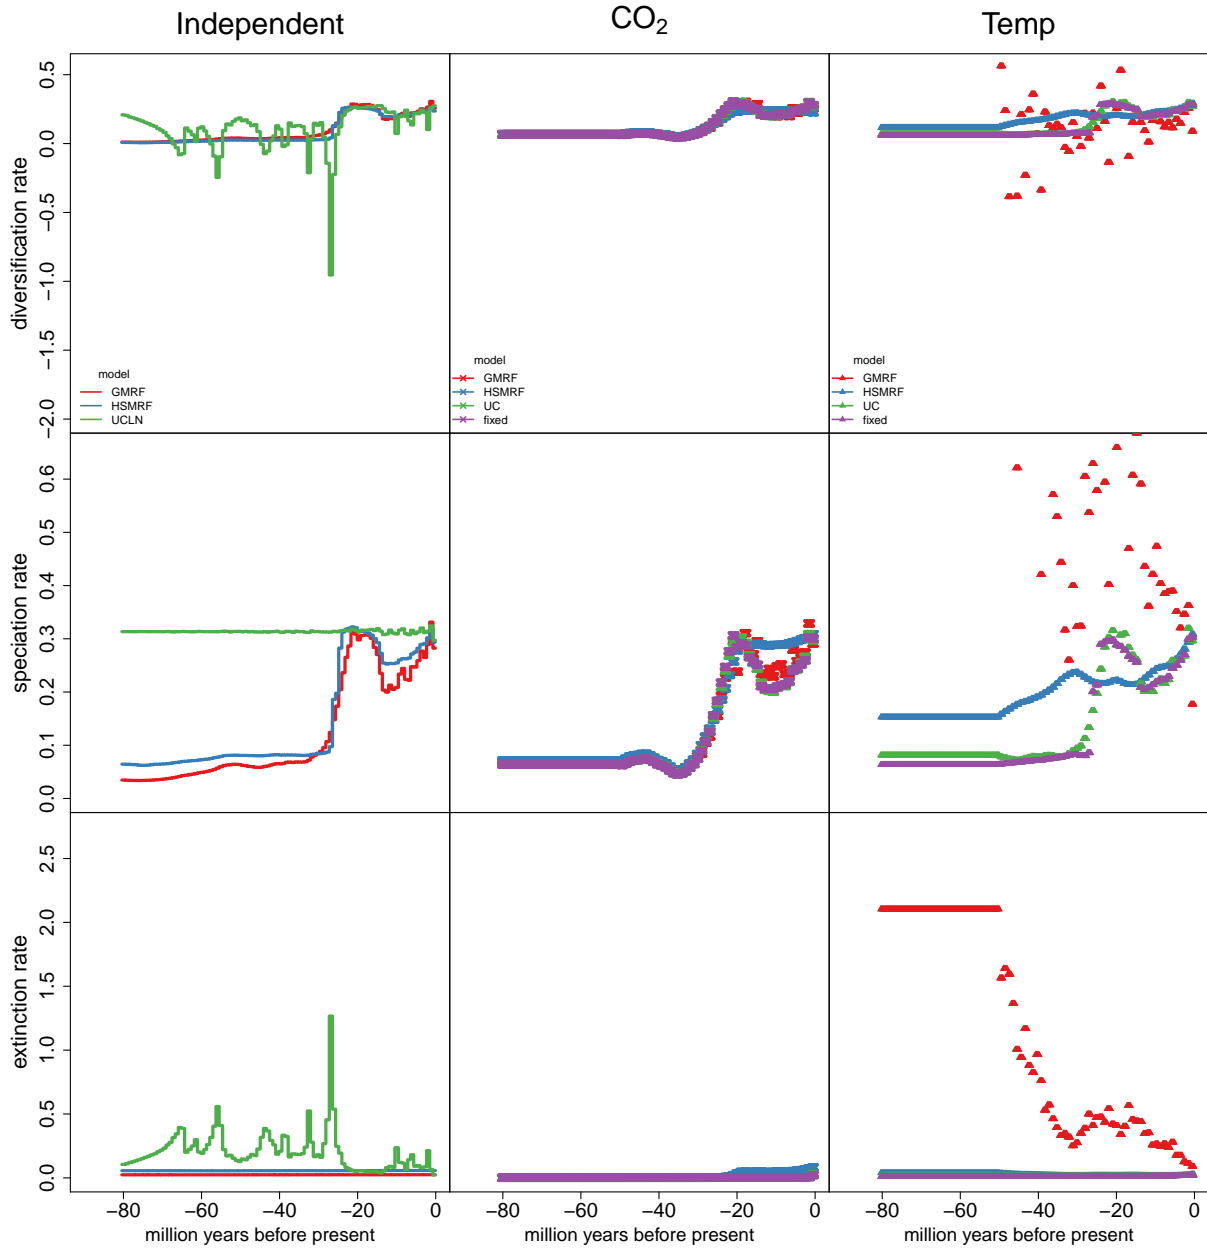 Independent
CO2
Temp
diversification rate
0.5
0.0
−0.5
−1.0
−1.5
−2.0
model
GMRF
HSMRF
UCLN
model
GMRF
HSMRF
UC
fixed
model
GMRF
HSMRF
UC
fixed
speciation rate
0.6
0.5
0.4
0.3
0.2
0.1
0.0
extinction rate
2.5
2.0
1.5
1.0
0.5
0.0
−80 −60 −40 −20 0
million years before present
−80 −60 −40 −20 0
million years before present
−80 −60 −40 −20 0
million years before present